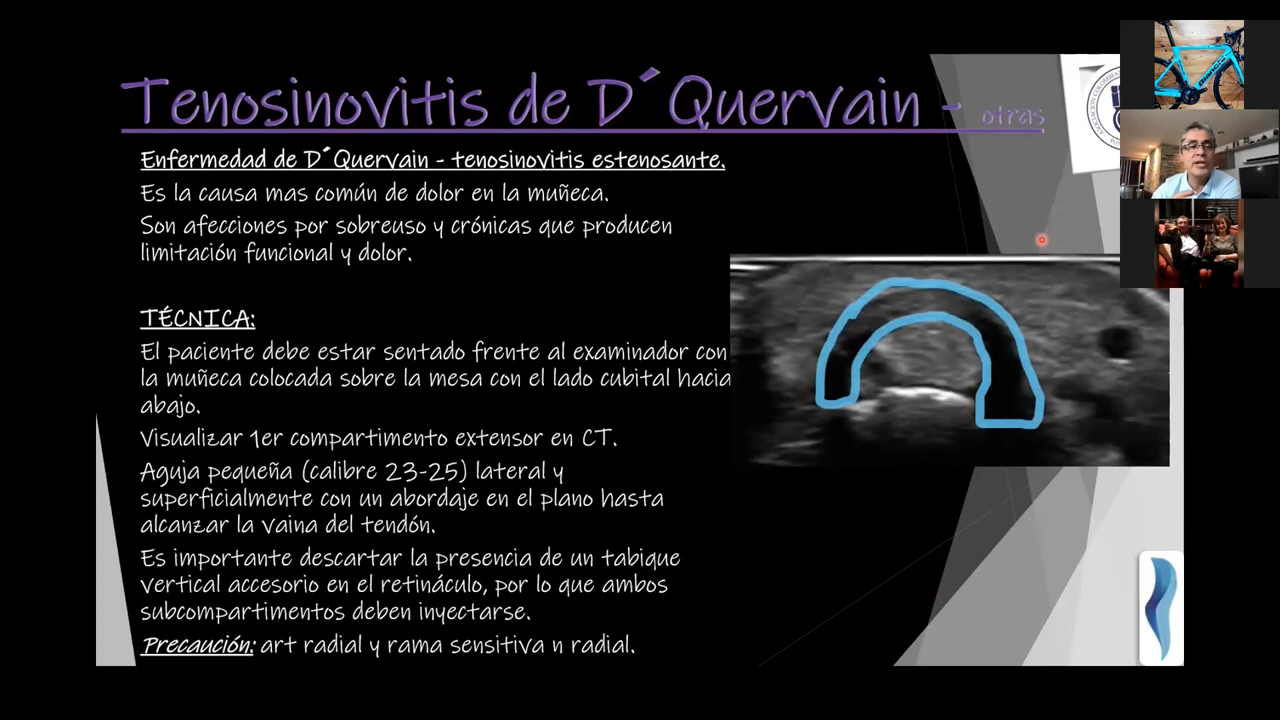 Tenosinovitis de D´Quervain - otras
Enfermedad de D´Quervain - tenosinovitis estenosante.
Es la causa mas común de dolor en la muñeca.
Son afecciones por sobreuso y crónicas que producen
limitación funcional y dolor.
TÉCNICA:
El paciente debe estar sentado frente al examinador con
la muñeca colocada sobre la mesa con el lado cubital hacia
abajo.
Visualizar 1er compartimento extensor en CT.
Aguja pequeña (calibre 23-25) lateral y
superficialmente con un abordaje en el plano hasta
alcanzar la vaina del tendón.
Es importante descartar la presencia de un tabique
vertical accesorio en el retináculo, por lo que ambos
subcompartimentos deben inyectarse.
Precaución: art radial y rama sensitiva n radial.